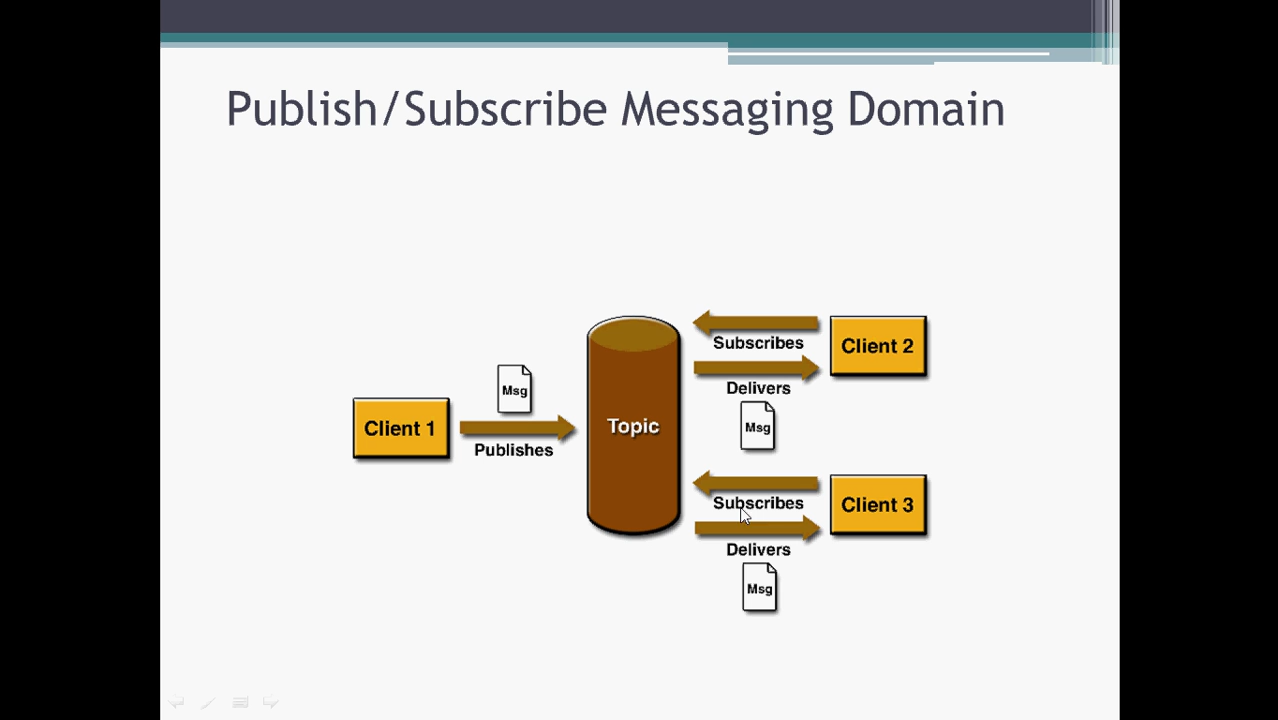 Publish/Subscribe Messaging Domain
Client 1
Msg
Publishes
Topic
Subscribes
Delivers
Msg
Client 2
Subscribes
Delivers
Msg
Client 3